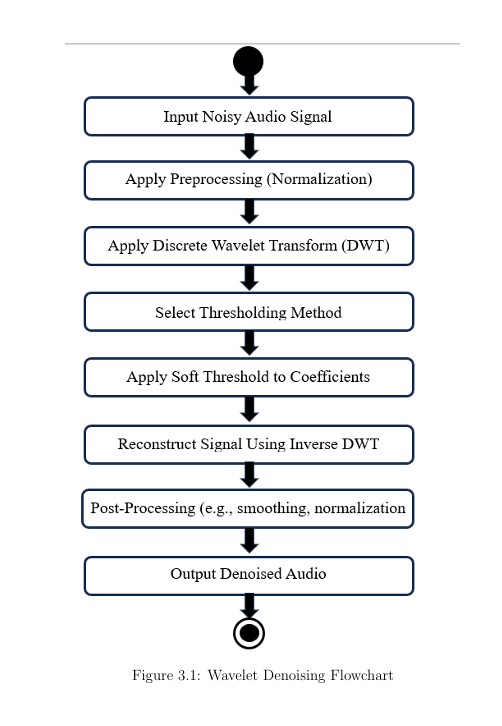 Input Noisy Audio Signal
Apply Preprocessing (Normalization)
Apply Discrete Wavelet Transform (DWT)
Select Thresholding Method
Apply Soft Threshold to Coefficients
Reconstruct Signal Using Inverse DWT
Post-Processing (e.g., smoothing, normalization
Output Denoised Audio
Figure 3.1: Wavelet Denoising Flowchart